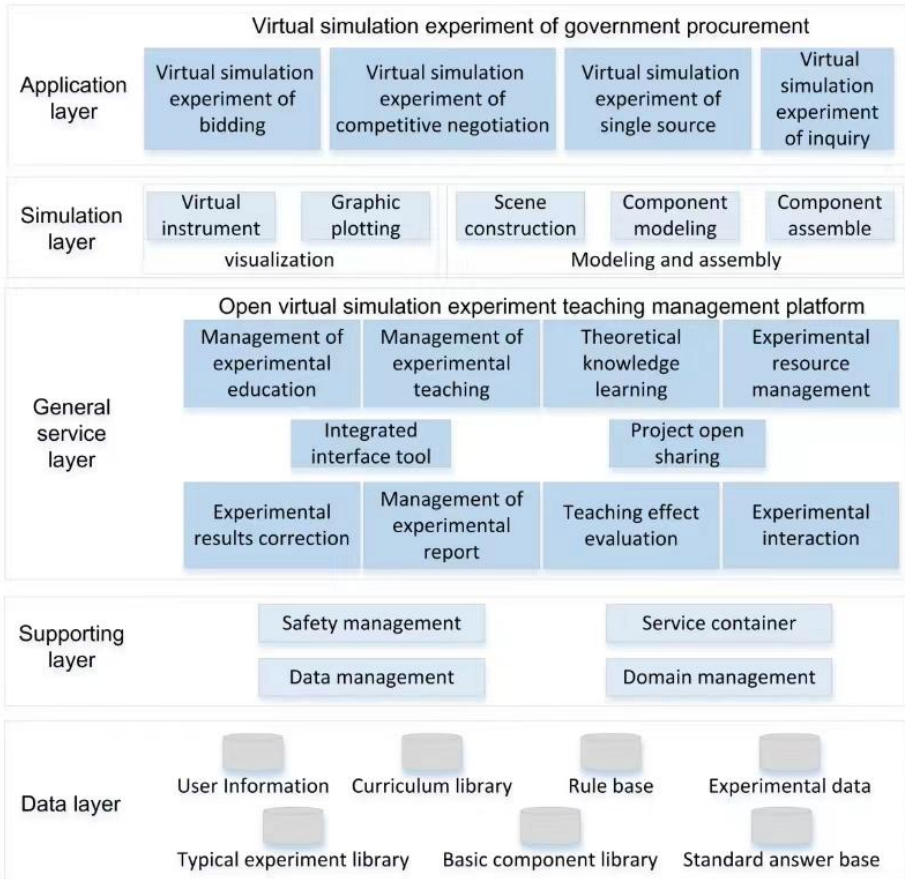 Virtual simulation experiment of government procurement
Application
layer
Virtual simulation
experiment of
bidding
Virtual simulation
experiment of
competitive negotiation
Virtual simulation
experiment of
single source
Virtual
simulation
experiment
of inquiry
Simulation
layer
Virtual
instrument
Graphic
plotting
visualization
Scene
construction
Component
modeling
Component
assemble
Modeling and assembly
Open virtual simulation experiment teaching management platform
General
service
layer
Management of
experimental
education
Management of
experimental
teaching
Theoretical
knowledge
learning
Experimental
resource
management
Integrated
interface tool
Project open
sharing
Experimental
results correction
Management of
experimental
report
Teaching effect
evaluation
Experimental
interaction
Supporting
layer
Safety management
Service container
Data management
Domain management
Data layer
User Information
Curriculum library
Rule base
Experimental data
Typical experiment library
Basic component library
Standard answer base